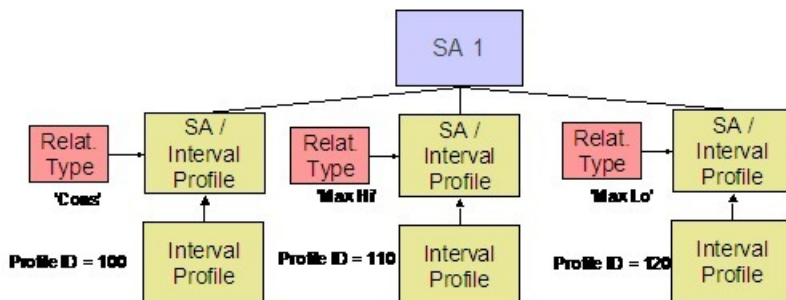 SA 1
Relat.
Type
'Cons'
SA /
Interval
Profile
Relat.
Type
'Max Hi'
SA /
Interval
Profile
Relat.
Type
'Max Lo'
SA /
Interval
Profile
Profile ID = 100
Interval
Profile
Profile ID = 110
Interval
Profile
Profile ID = 120
Interval
Profile